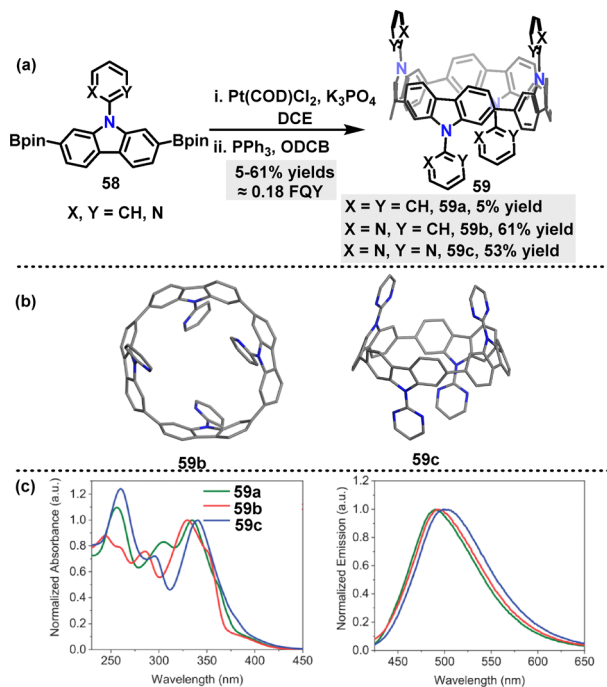 (a)
X Y
N
BpinBpin
58
X, Y = CH, N
i. Pt(COD)Cl2, K3PO4
DCE
ii. PPh3, ODCB
5-61% yields
≈ 0.18 FQY
X
Y
N
X
Y
N
N
N
X Y
X Y
59
X = Y = CH, 59a, 5% yield
X = N, Y = CH, 59b, 61% yield
X = N, Y = N, 59c, 53% yield
(b)
59b
59c
(c)
Normalized Absorbance (a.u.)
1.2
1.0
0.8
0.6
0.4
0.2
0.0
59a
59b
59c
250 300 350 400 450
Wavelength (nm)
Normalized Emission (a.u.)
1.0
0.8
0.6
0.4
0.2
0.0
450 500 550 600 650
Wavelength (nm)